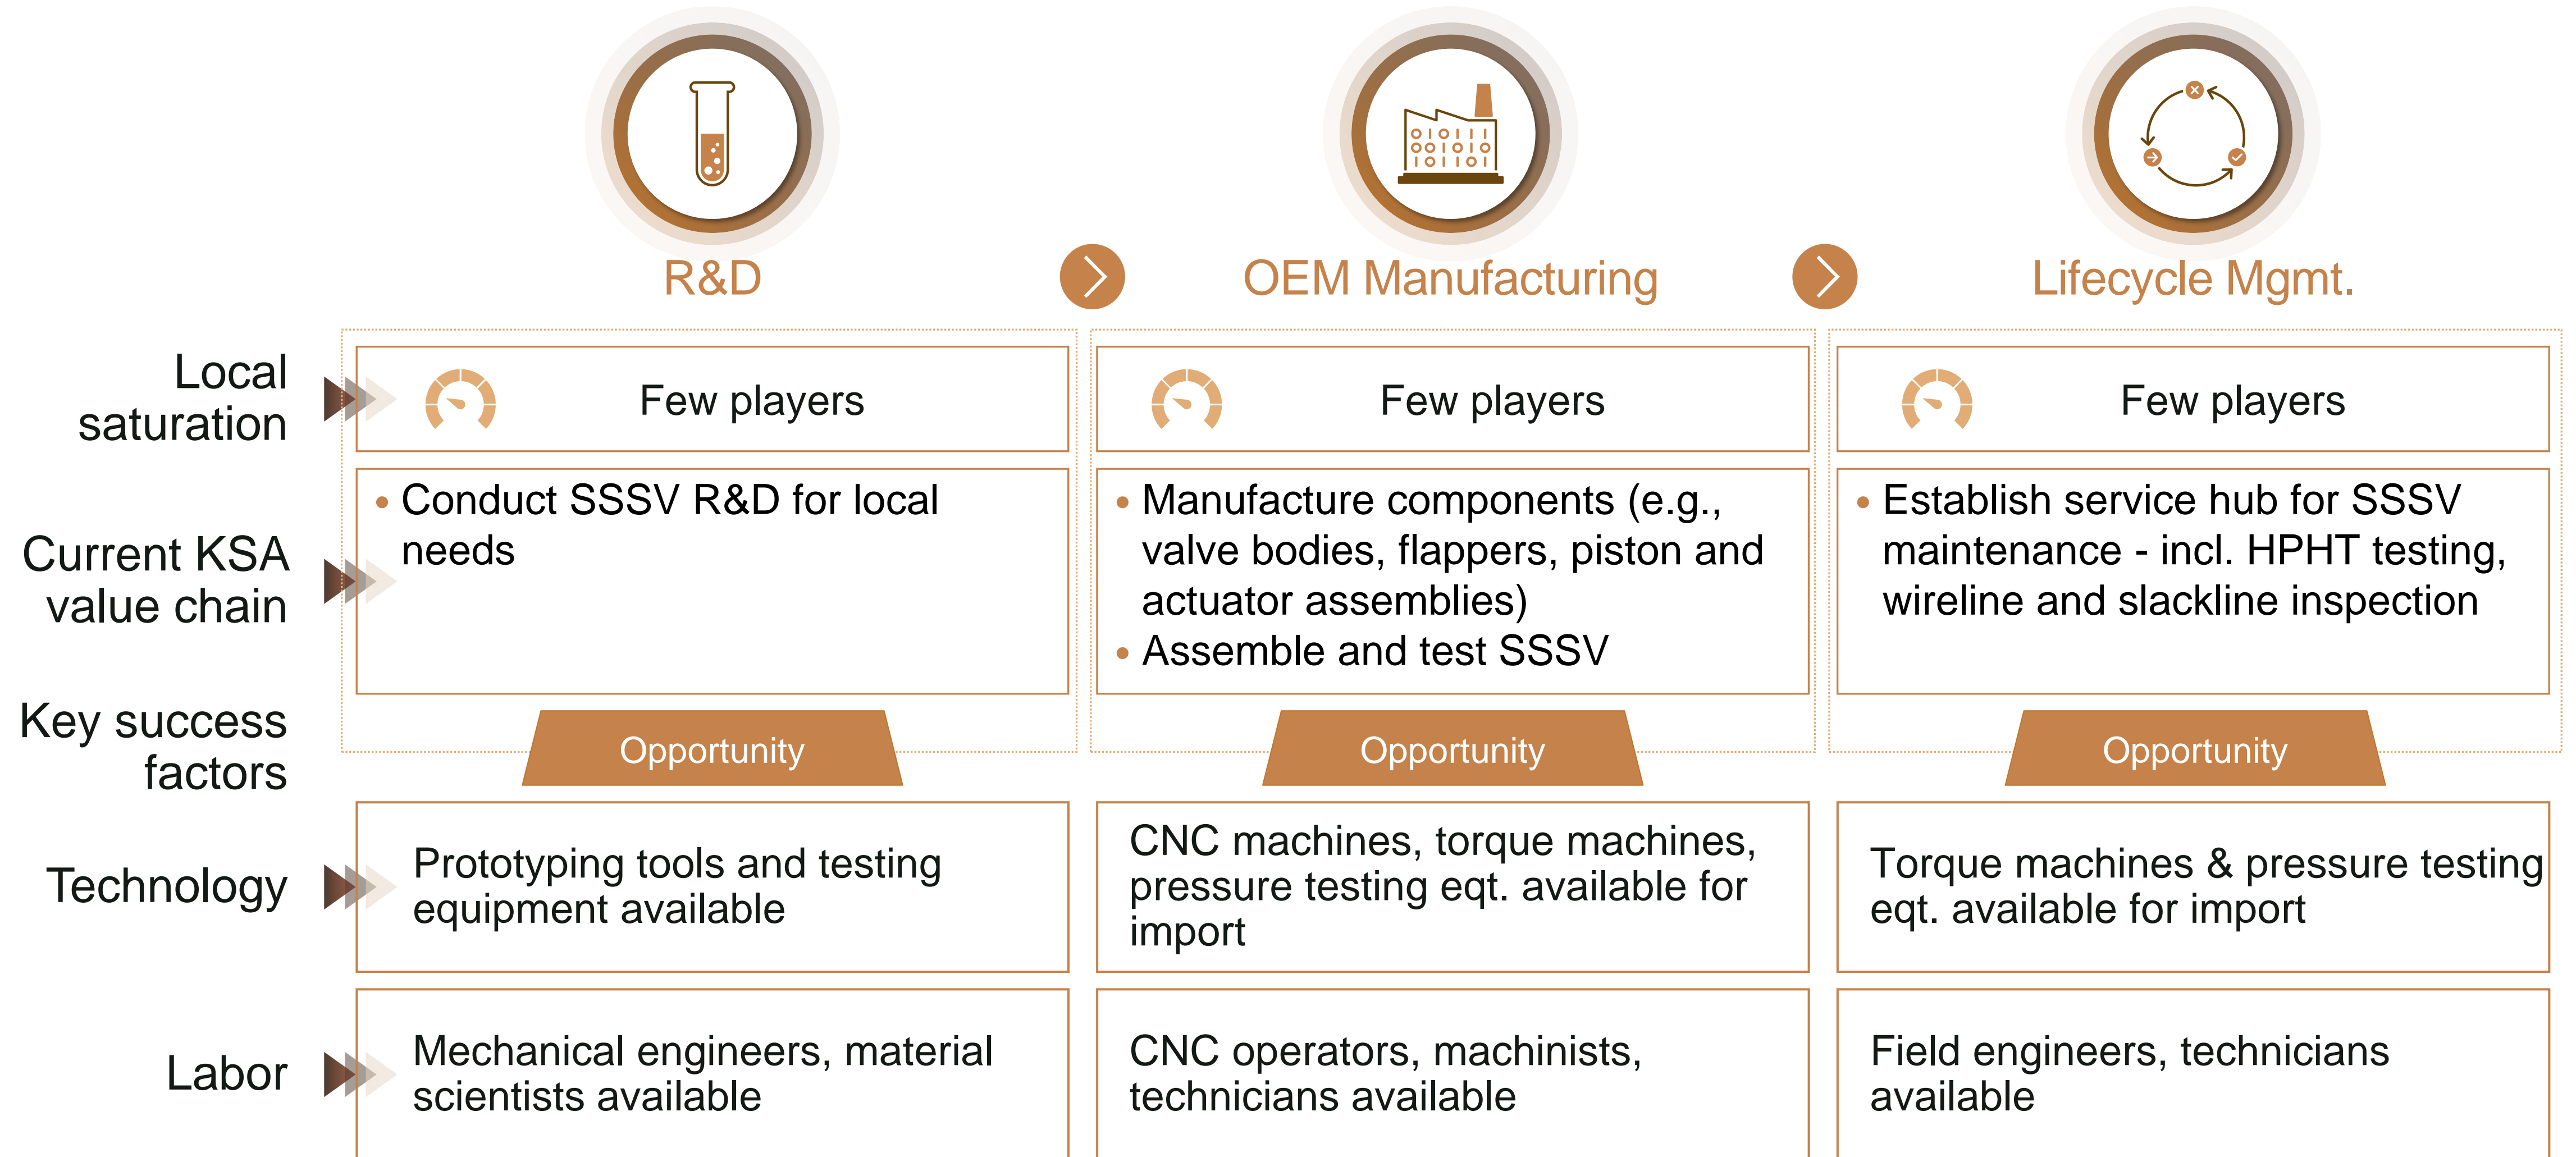 R&D
OEM Manufacturing
Lifecycle Mgmt.
Local
saturation
Few players
Few players
Few players
Current KSA
value chain
• Conduct SSSV R&D for local
needs
• Manufacture components (e.g.,
valve bodies, flappers, piston and
actuator assemblies)
• Assemble and test SSSV
• Establish service hub for SSSV
maintenance - incl. HPHT testing,
wireline and slackline inspection
Key success
factors
Opportunity
Opportunity
Opportunity
Technology
Prototyping tools and testing
equipment available
CNC machines, torque machines,
pressure testing eqt. available for
import
Torque machines & pressure testing
eqt. available for import
Labor
Mechanical engineers, material
scientists available
CNC operators, machinists,
technicians available
Field engineers, technicians
available